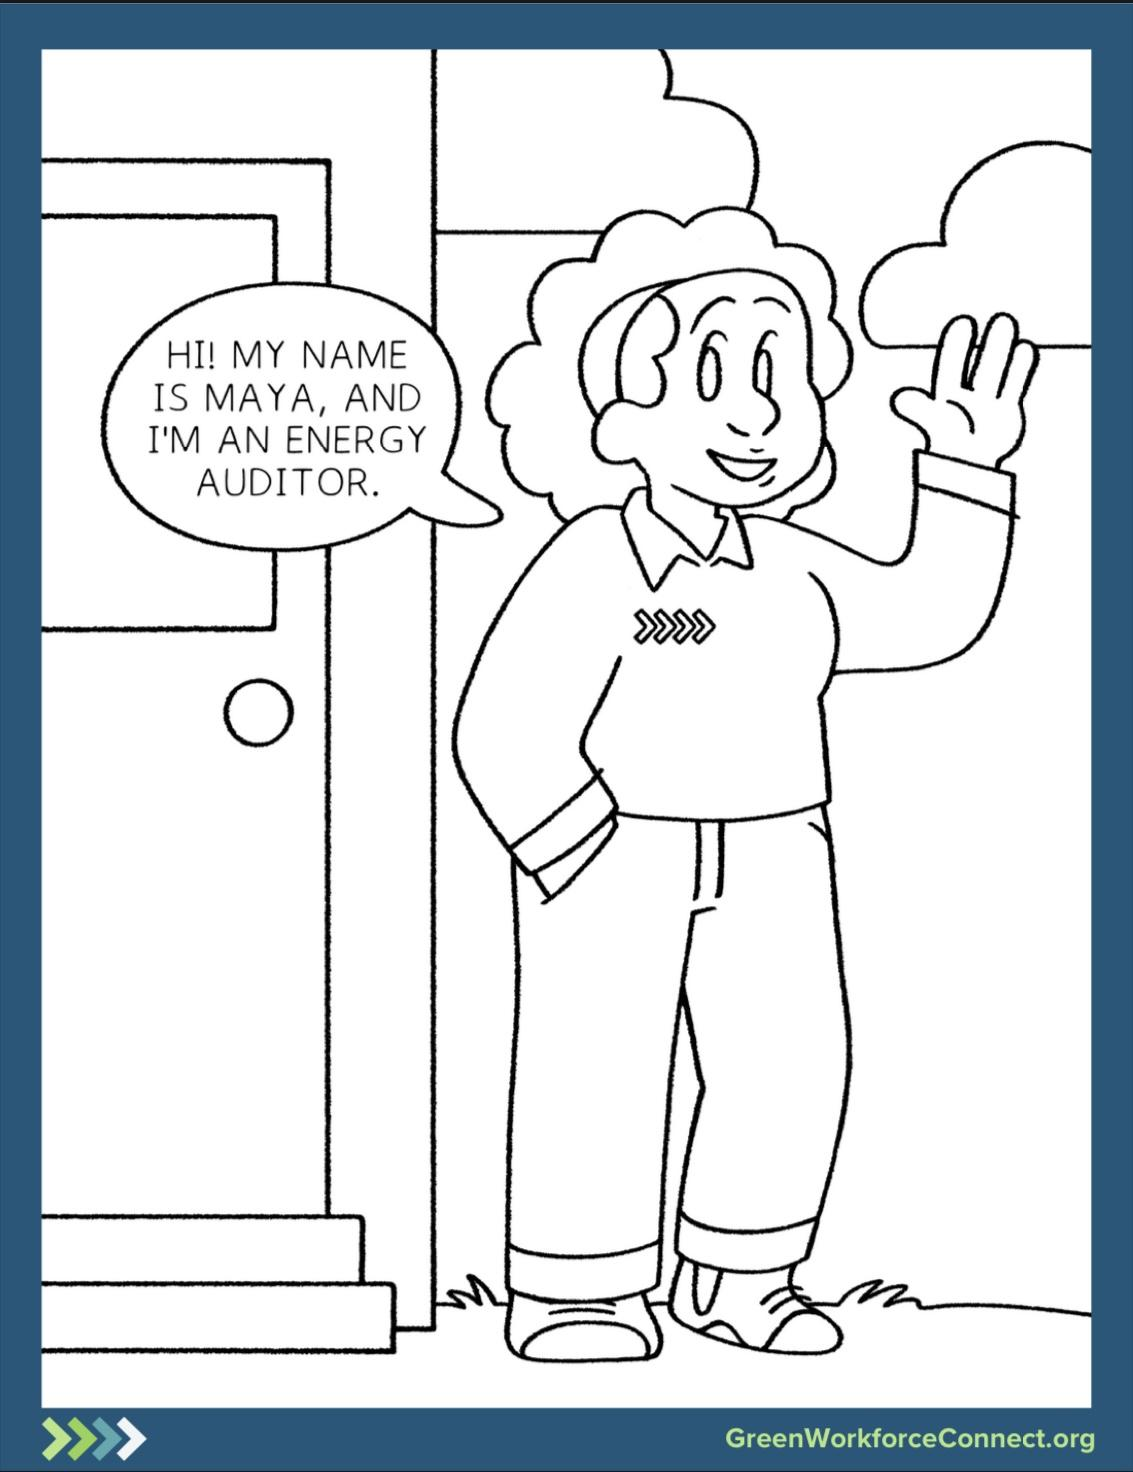 HI! MY NAME
IS MAYA, AND
I'M AN ENERGY
AUDITOR.
GreenWorkforceConnect.org